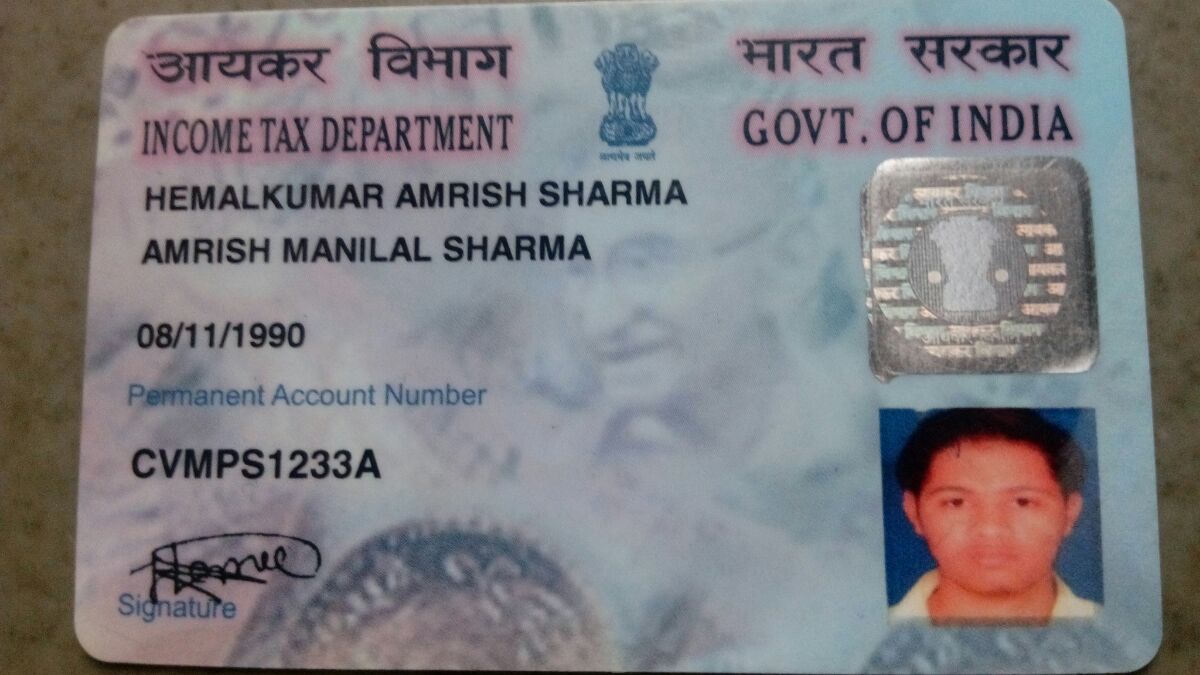 आयकर विभाग
भारत सरकार
INCOME TAX DEPARTMENT
GOVT. OF INDIA
सत्यमेव जयते
HEMALKUMAR AMRISH SHARMA
AMRISH MANILAL SHARMA
08/11/1990
Permanent Account Number
CVMPS1233A
Signature